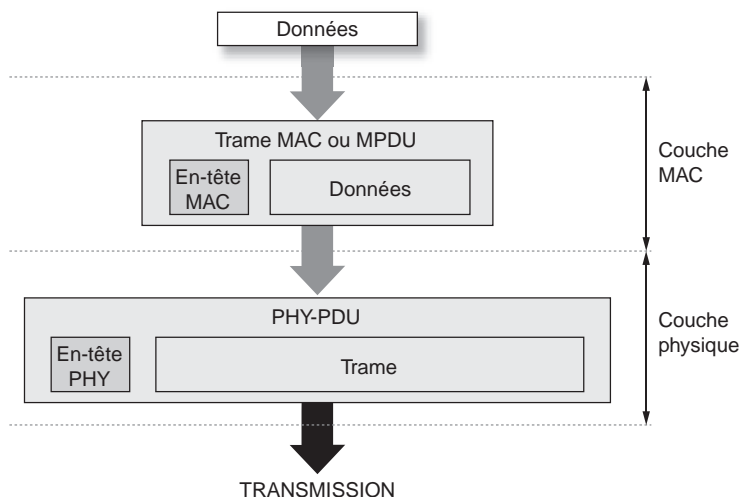 Données
Trame MAC ou MPDU
En-tête
MAC
Données
Couche
MAC
PHY-PDU
En-tête
PHY
Trame
Couche
physique
TRANSMISSION